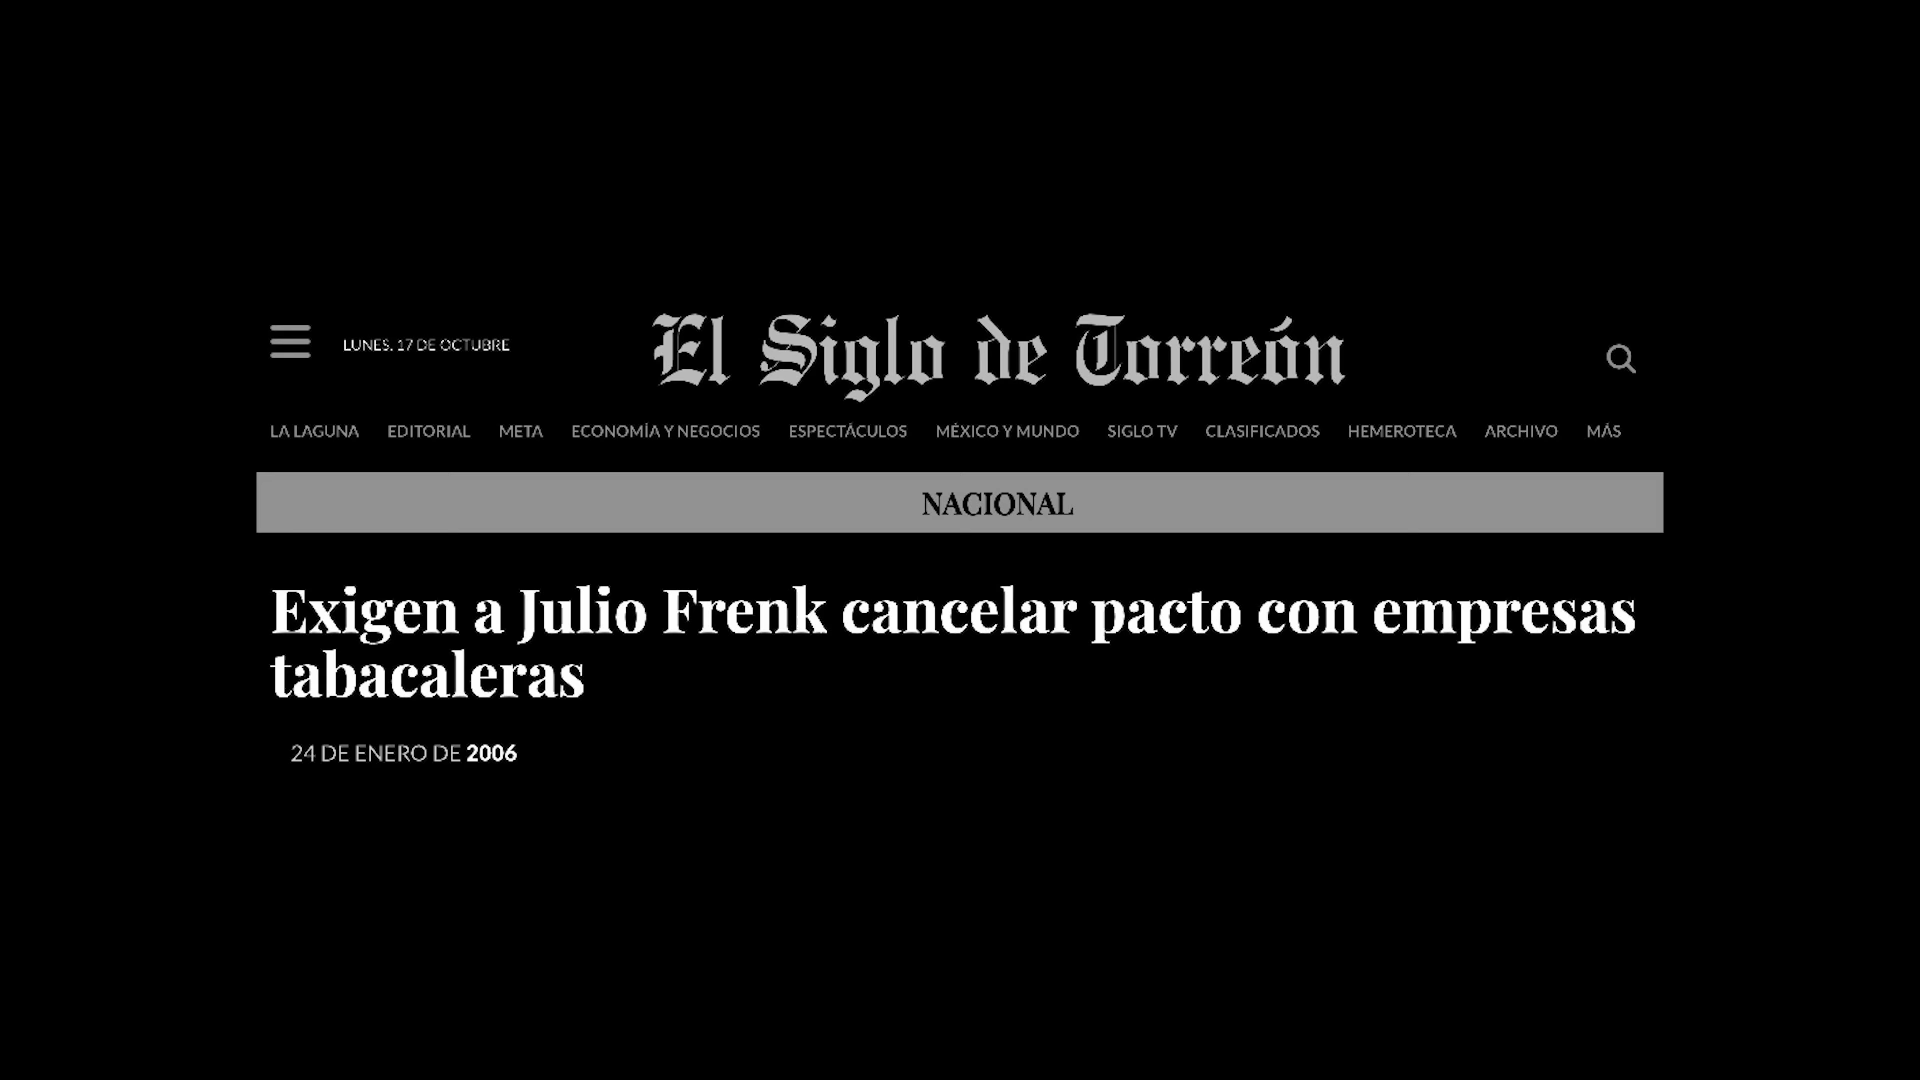 LUNES, 17 DE OCTUBRE
El Siglo de Torreón
LA LAGUNA EDITORIAL META ECONOMÍA Y NEGOCIOS ESPECTÁCULOS MÉXICO Y MUNDO SIGLO TV CLASIFICADOS HEMEROTECA ARCHIVO MÁS
NACIONAL
Exigen a Julio Frenk cancelar pacto con empresas
tabacaleras
24 DE ENERO DE 2006